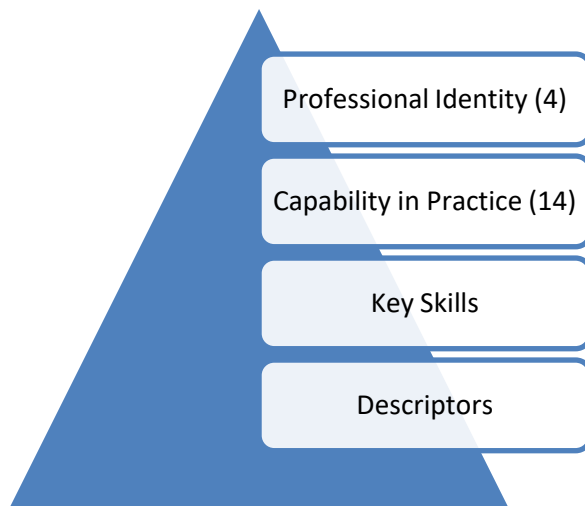 Professional Identity (4)
Capability in Practice (14)
Key Skills
Descriptors